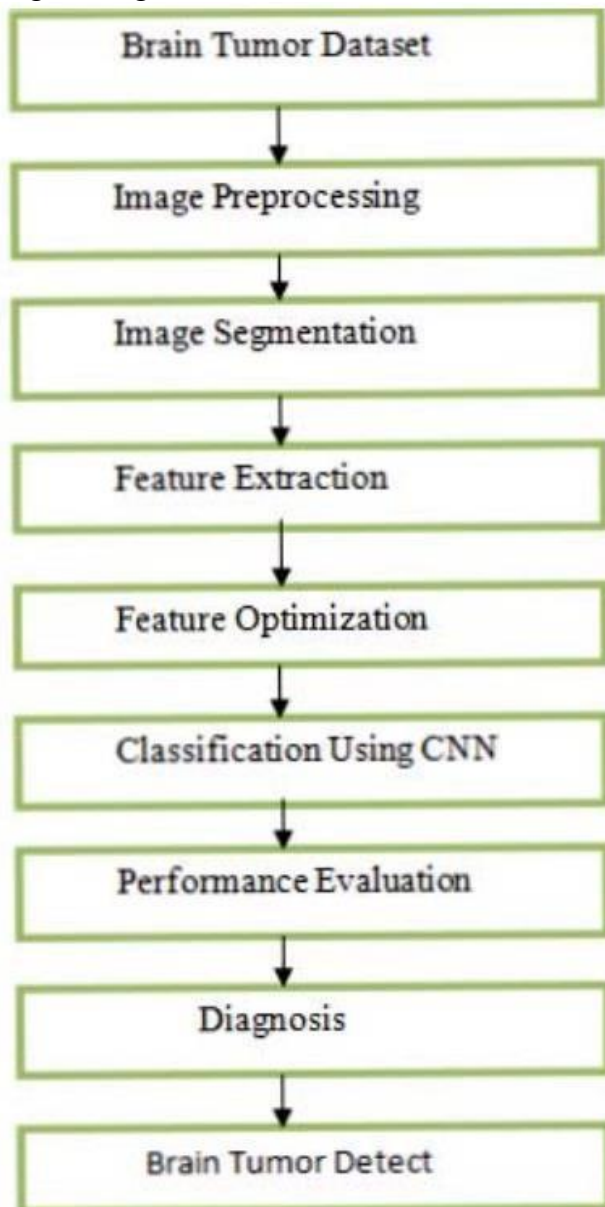 Brain Tumor Dataset
Image Preprocessing
Image Segmentation
Feature Extraction
Feature Optimization
Classification Using CNN
Performance Evaluation
Diagnosis
Brain Tumor Detect